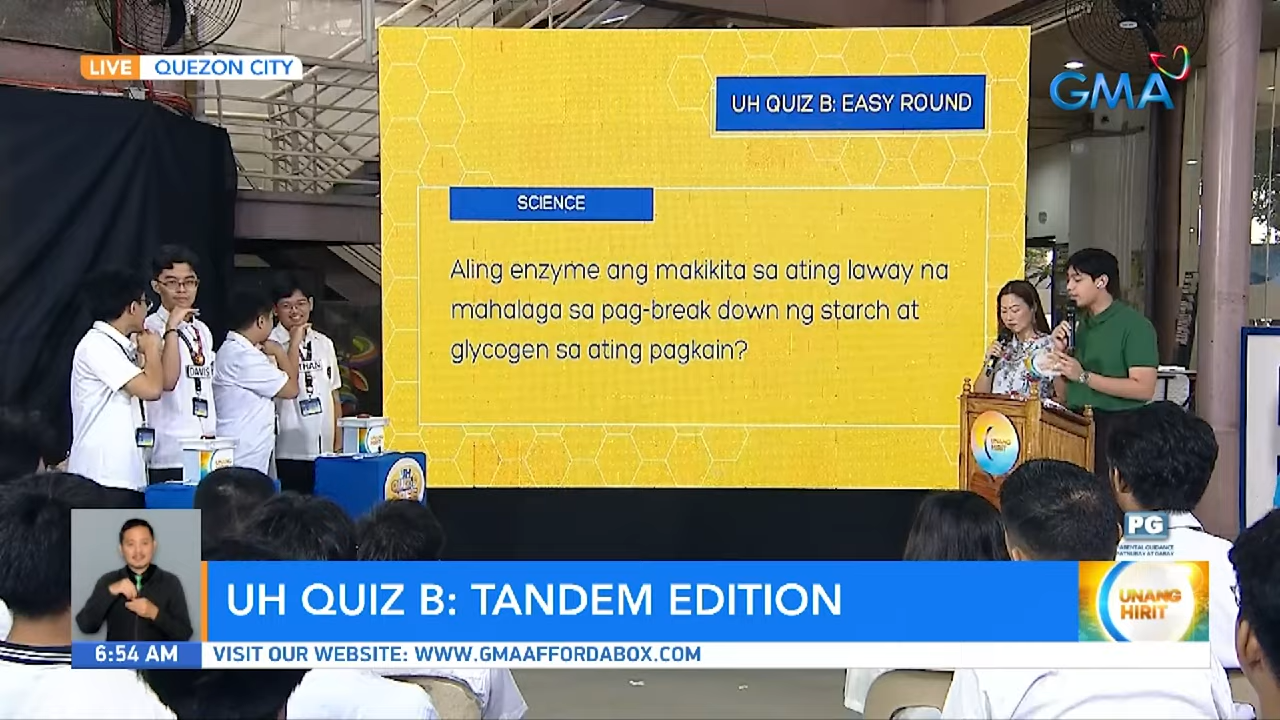 LIVE QUEZON CITY
GMA
UH QUIZ B: EASY ROUND
SCIENCE
Aling enzyme ang makikita sa ating laway na
mahalaga sa pag-break down ng starch at
glycogen sa ating pagkain?
UNANG
HIRIT
PG
UH QUIZ B: TANDEM EDITION
UNANG
HIRIT
6:54 AM VISIT OUR WEBSITE: WWW.GMAAFFORDABOX.COM